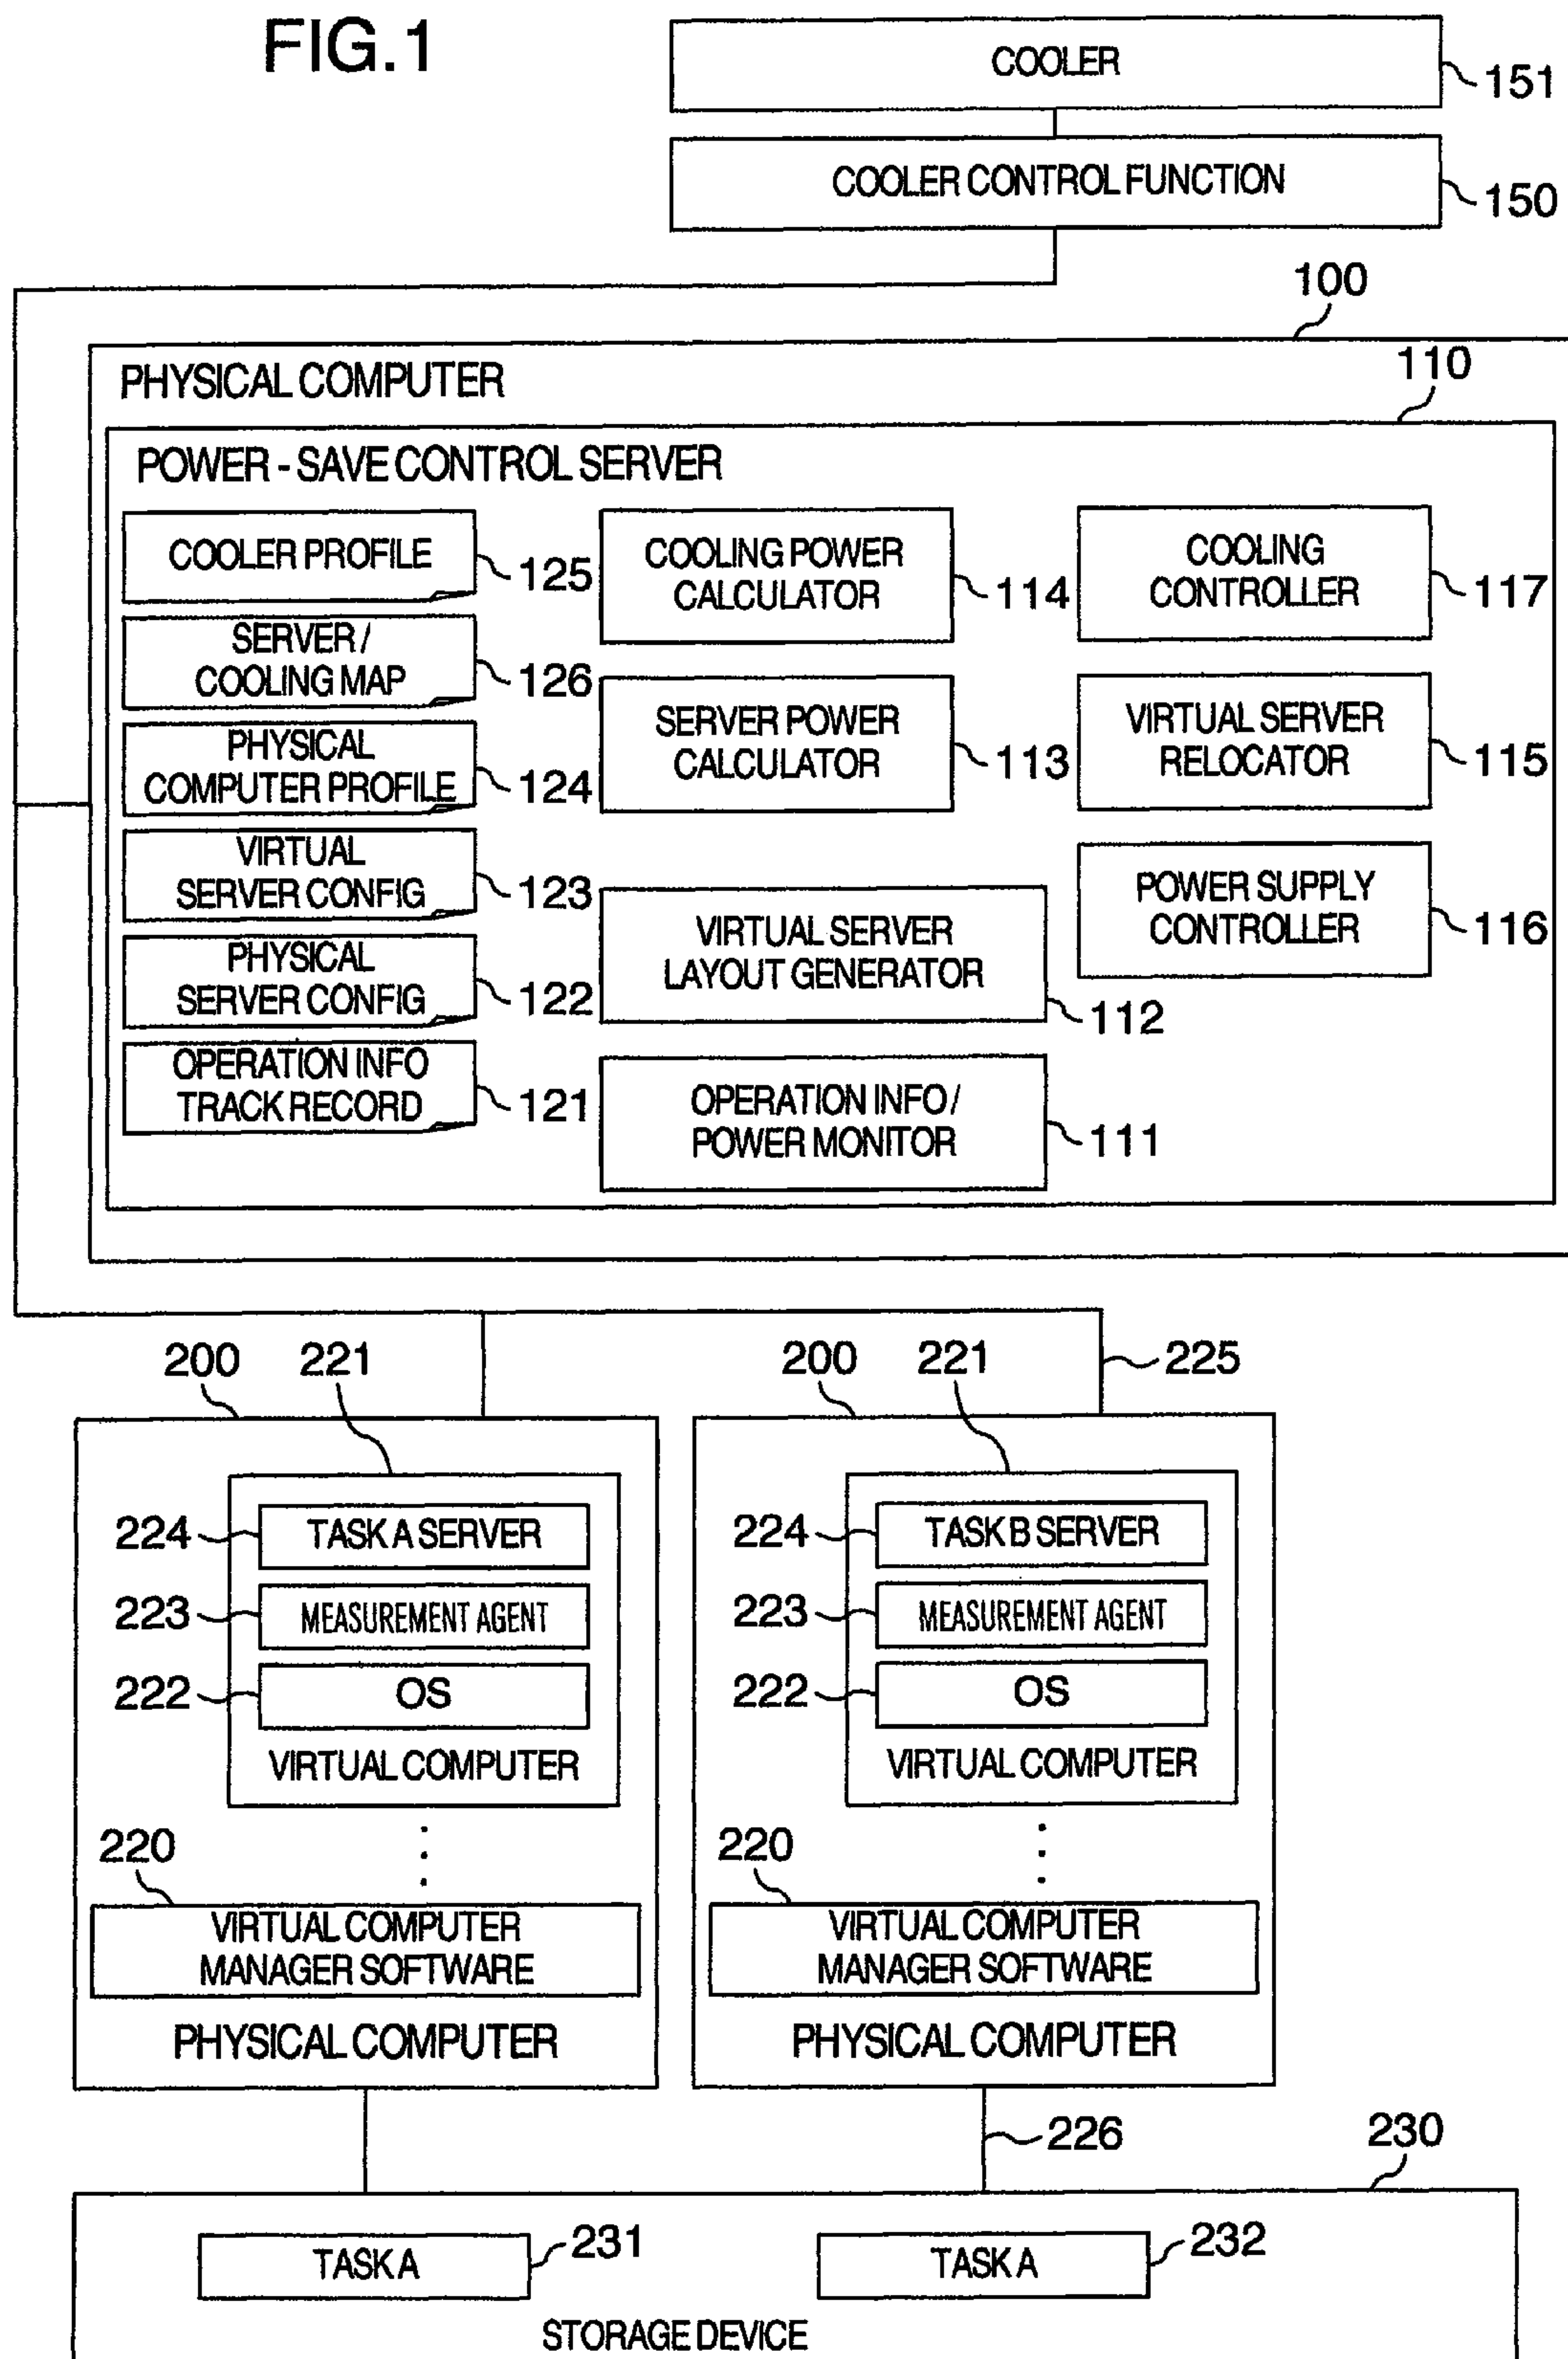 FIG.1
COOLER
151
COOLER CONTROL FUNCTION
150
100
PHYSICAL COMPUTER
110
POWER - SAVE CONTROL SERVER
COOLER PROFILE
125
COOLING POWER
CALCULATOR
114
COOLING
CONTROLLER
117
SERVER /
COOLING MAP
126
SERVER POWER
CALCULATOR
113
VIRTUAL SERVER
RELOCATOR
115
PHYSICAL
COMPUTER PROFILE
124
VIRTUAL
SERVER CONFIG
123
VIRTUAL SERVER
LAYOUT GENERATOR
112
POWER SUPPLY
CONTROLLER
116
PHYSICAL
SERVER CONFIG
122
OPERATION INFO
TRACK RECORD
121
OPERATION INFO /
POWER MONITOR
111
200
221
200
221
225
224
TASK A SERVER
223
MEASUREMENT AGENT
222
OS
VIRTUAL COMPUTER
220
VIRTUAL COMPUTER
MANAGER SOFTWARE
PHYSICAL COMPUTER
224
TASK B SERVER
223
MEASUREMENT AGENT
222
OS
VIRTUAL COMPUTER
220
VIRTUAL COMPUTER
MANAGER SOFTWARE
PHYSICAL COMPUTER
226
230
TASK A
231
TASK A
232
STORAGE DEVICE